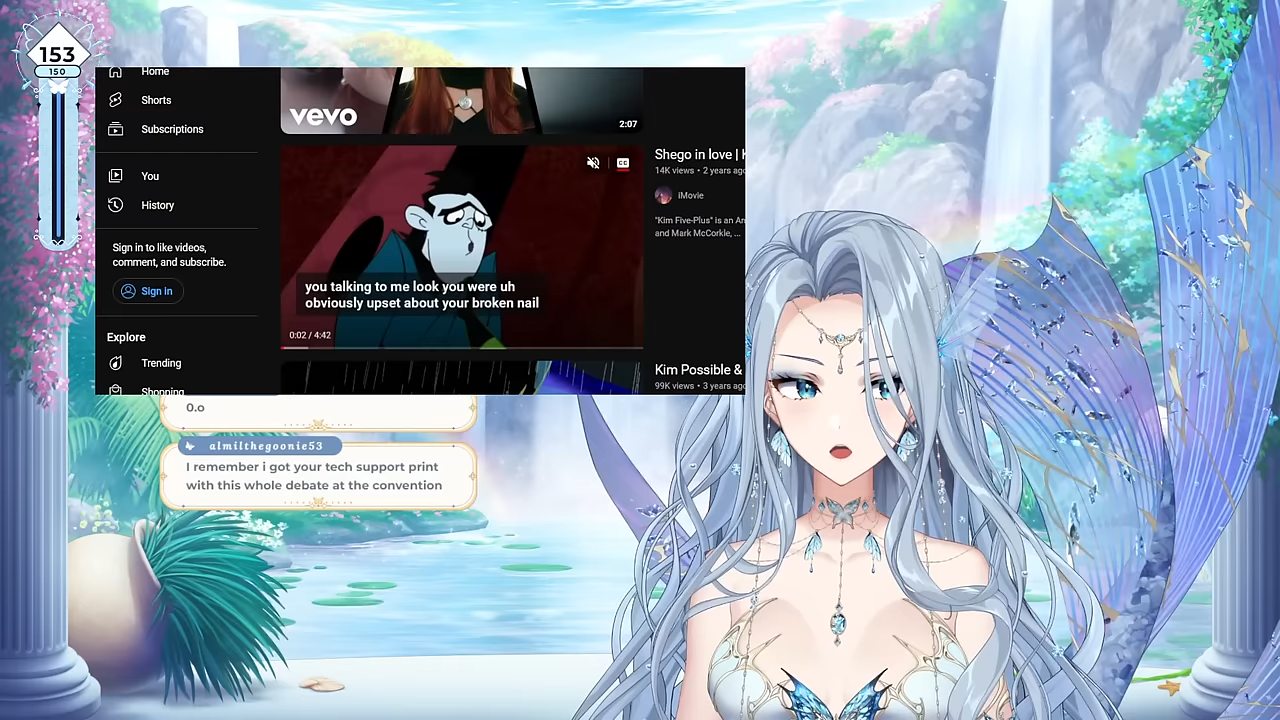 153
150
Home
Shorts
Subscriptions
You
History
Sign in to like videos,
comment, and subscribe.
Sign in
Explore
Trending
Shopping
vevo
2:07
CC
you talking to me look you were uh
obviously upset about your broken nail
0:02 / 4:42
Shego in love |
14K views • 2 years ago
iMovie
"Kim Five-Plus" is an
and Mark McCorkle, ...
Kim Possible &
99K views • 3 years ago
0.o
almilthegoonie53
I remember i got your tech support print
with this whole debate at the convention